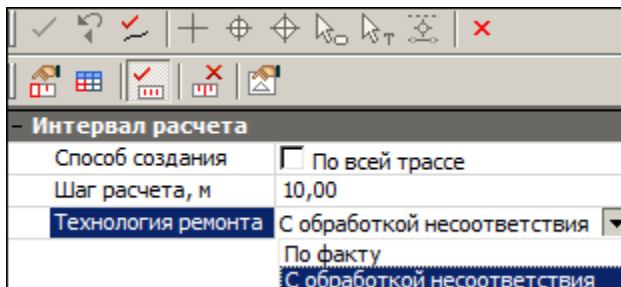 Интервал расчета
Способ создания По всей трассе
Шаг расчета, м 10,00
Технология ремонта С обработкой несоответствия
По факту
С обработкой несоответствия